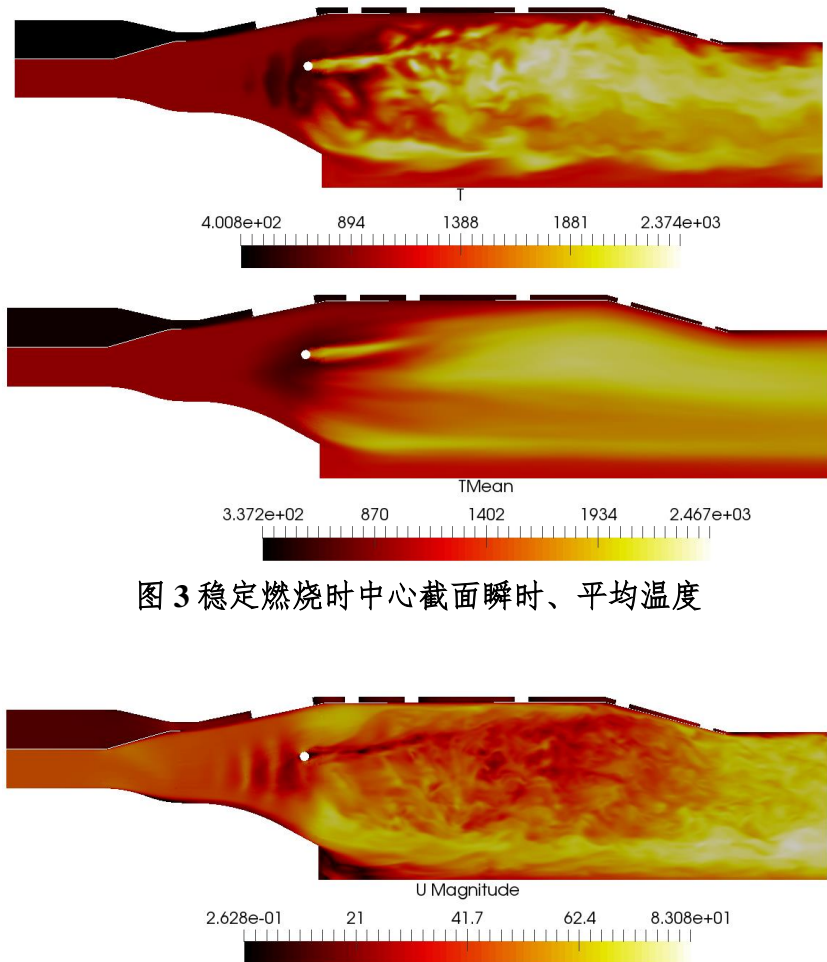 T
4.008e+02 894 1388 1881 2.374e+03
TMean
3.372e+02 870 1402 1934 2.467e+03
图 3 稳定燃烧时中心截面瞬时、平均温度
U Magnitude
2.628e-01 21 41.7 62.4 8.308e+01